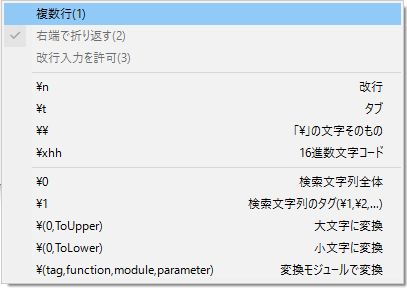 複数行(1)
右端で折り返す(2)
改行入力を許可(3)
¥n 改行
¥t タブ
¥¥ 「¥」の文字そのもの
¥xhh 16進数文字コード
¥0 検索文字列全体
¥1 検索文字列のタグ(¥1,¥2,...)
¥(0,ToUpper) 大文字に変換
¥(0,ToLower) 小文字に変換
¥(tag,function,module,parameter) 変換モジュールで変換